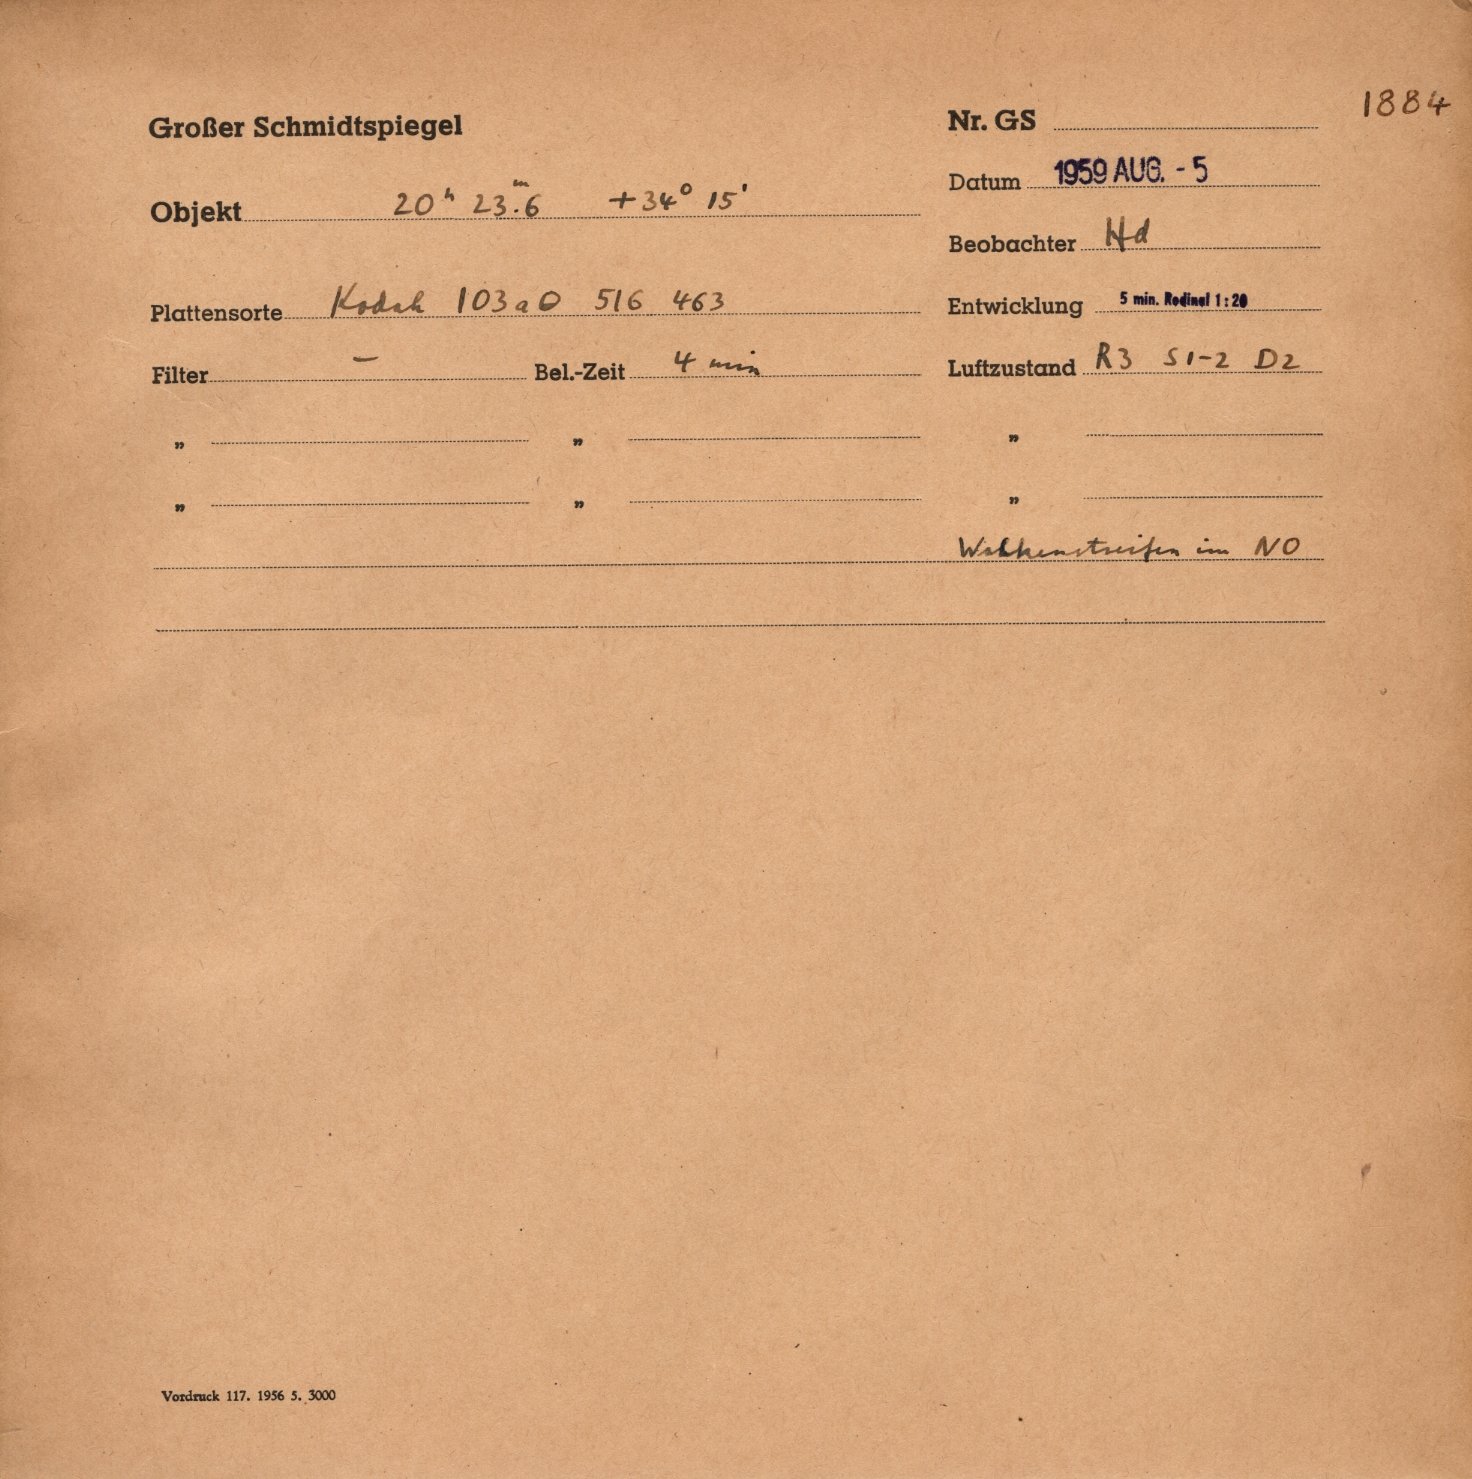 1884
Großer Schmidtspiegel
Nr. GS
Datum 1959 AUG. - 5
Objekt 20ʰ 23ᵐ.6 +34° 15'
Beobachter Hd
Plattensorte Kodak 103aO 516 463
Entwicklung 5 min. Rodinal 1:20
Filter – Bel.-Zeit 4 min
Luftzustand R3 S1-2 D2
„ „ „
„ „ „
Wolkenstreifen im NO
Vordruck 117. 1956 5. 3000